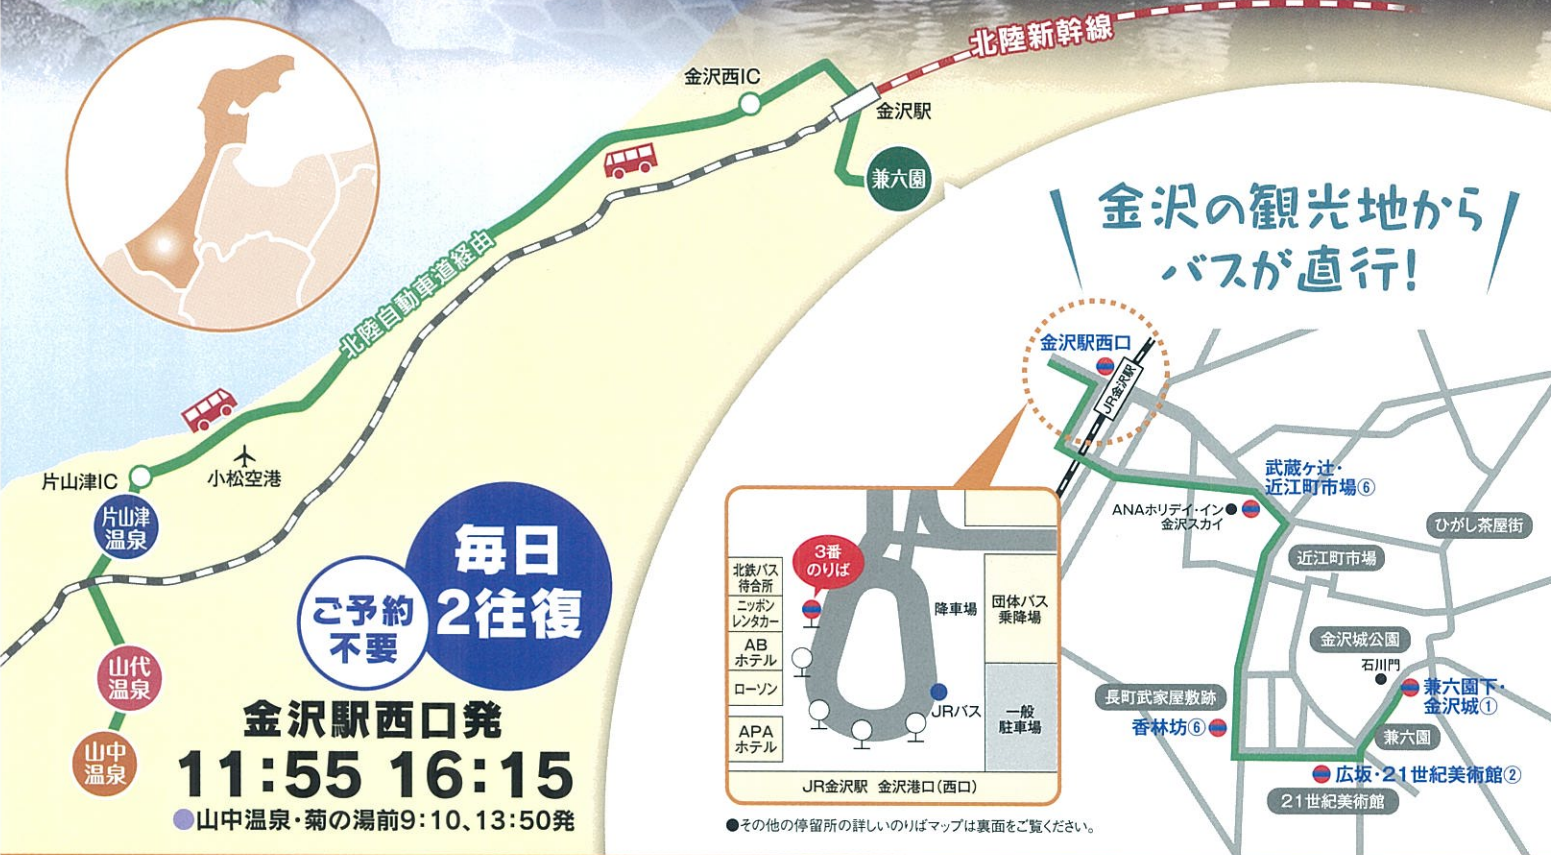 北陸新幹線
金沢西IC
金沢駅
兼六園
北陸自動車道経由
片山津IC
小松空港
片山津
温泉
山代
温泉
山中
温泉
毎日
2往復
ご予約
不要
金沢駅西口発
11:55 16:15
●山中温泉・菊の湯前9:10、13:50発
金沢の観光地から
バスが直行!
金沢駅西口
JR金沢駅
武蔵ヶ辻・
近江町市場⑥
ANAホリデイ・イン
金沢スカイ
ひがし茶屋街
近江町市場
金沢城公園
石川門
兼六園下・
金沢城①
長町武家屋敷跡
香林坊⑥
兼六園
広坂・21世紀美術館②
21世紀美術館
3番
のりば
北鉄バス
待合所
ニッポン
レンタカー
AB
ホテル
ローソン
APA
ホテル
降車場
団体バス
乗降場
JRバス
一般
駐車場
JR金沢駅 金沢港口(西口)
●その他の停留所の詳しいのりばマップは裏面をご覧ください。